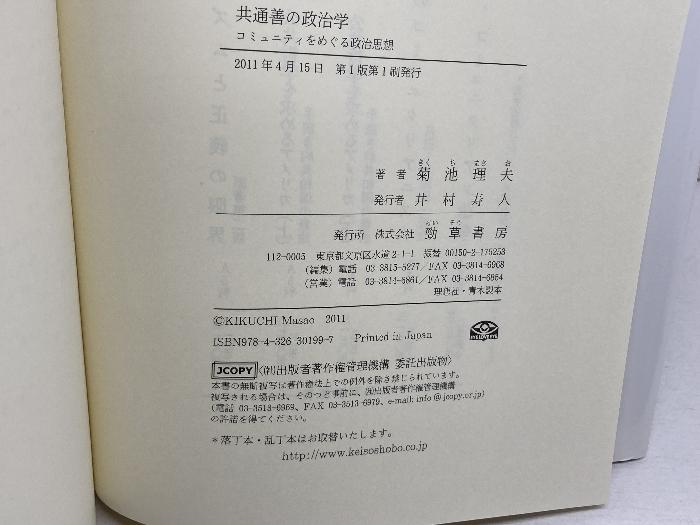 共通善の政治学
コミュニティをめぐる政治思想
2011年4月15日 第1版第1刷発行
きく ち まさ お
著者 菊池理夫
発行者 井村寿人
けい そう
発行所 株式会社 勁草書房
112-0005 東京都文京区水道2-1-1 振替 00150-2-175253
(編集) 電話 03-3815-5277/FAX 03-3814-6968
(営業) 電話 03-3814-6861/FAX 03-3814-6854
理想社・青木製本
©KIKUCHI Masao 2011
ISBN978-4-326-30199-7 Printed in Japan
JCOPY 〈㈳出版者著作権管理機構 委託出版物〉
本書の無断複写は著作権法上での例外を除き禁じられています。
複写される場合は、そのつど事前に、㈳出版者著作権管理機構
(電話 03-3513-6969、FAX 03-3513-6979、e-mail: info@jcopy.or.jp)
の許諾を得てください。
*落丁本・乱丁本はお取替いたします。
http://www.keisoshobo.co.jp